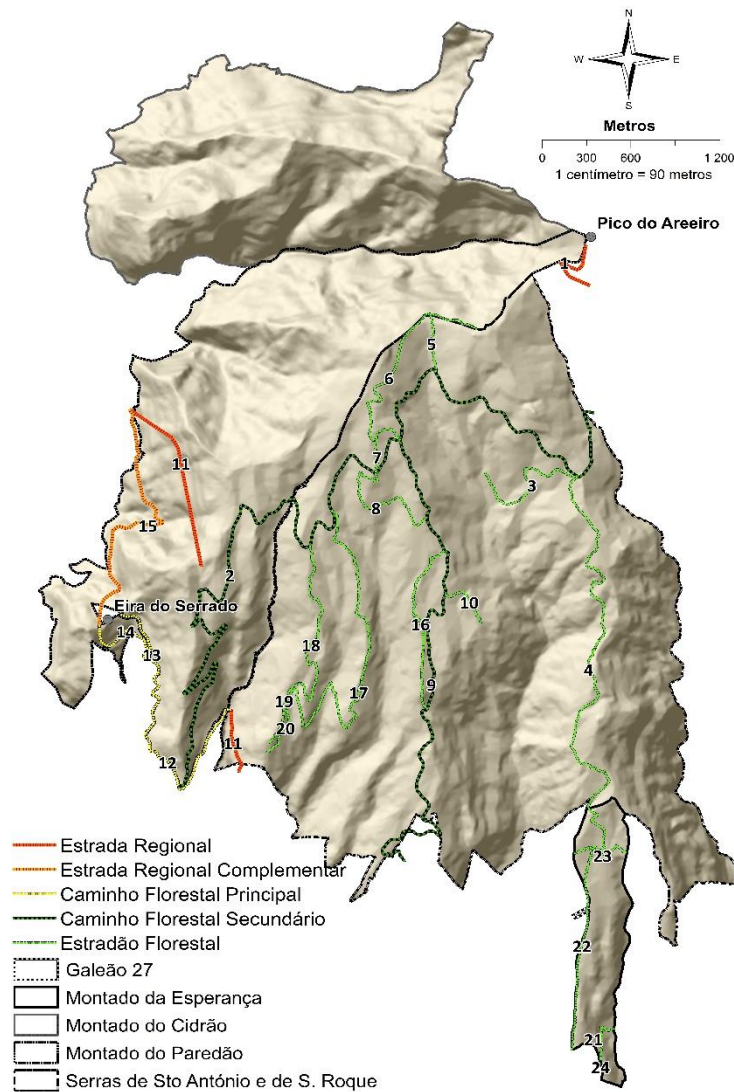 N
W E
S
Metros
0 300 600 1 200
1 centímetro = 90 metros
Pico do Areeiro
1
5
6
7
11
3
8
15
2
Eira do Serrado
10
14
16
13
18
4
17
9
19
20
11
12
Estrada Regional
Estrada Regional Complementar
23
Caminho Florestal Principal
Caminho Florestal Secundário
Estradão Florestal
22
Galeão 27
Montado da Esperança
Montado do Cidrão
21
Montado do Paredão
24
Serras de Sto António e de S. Roque